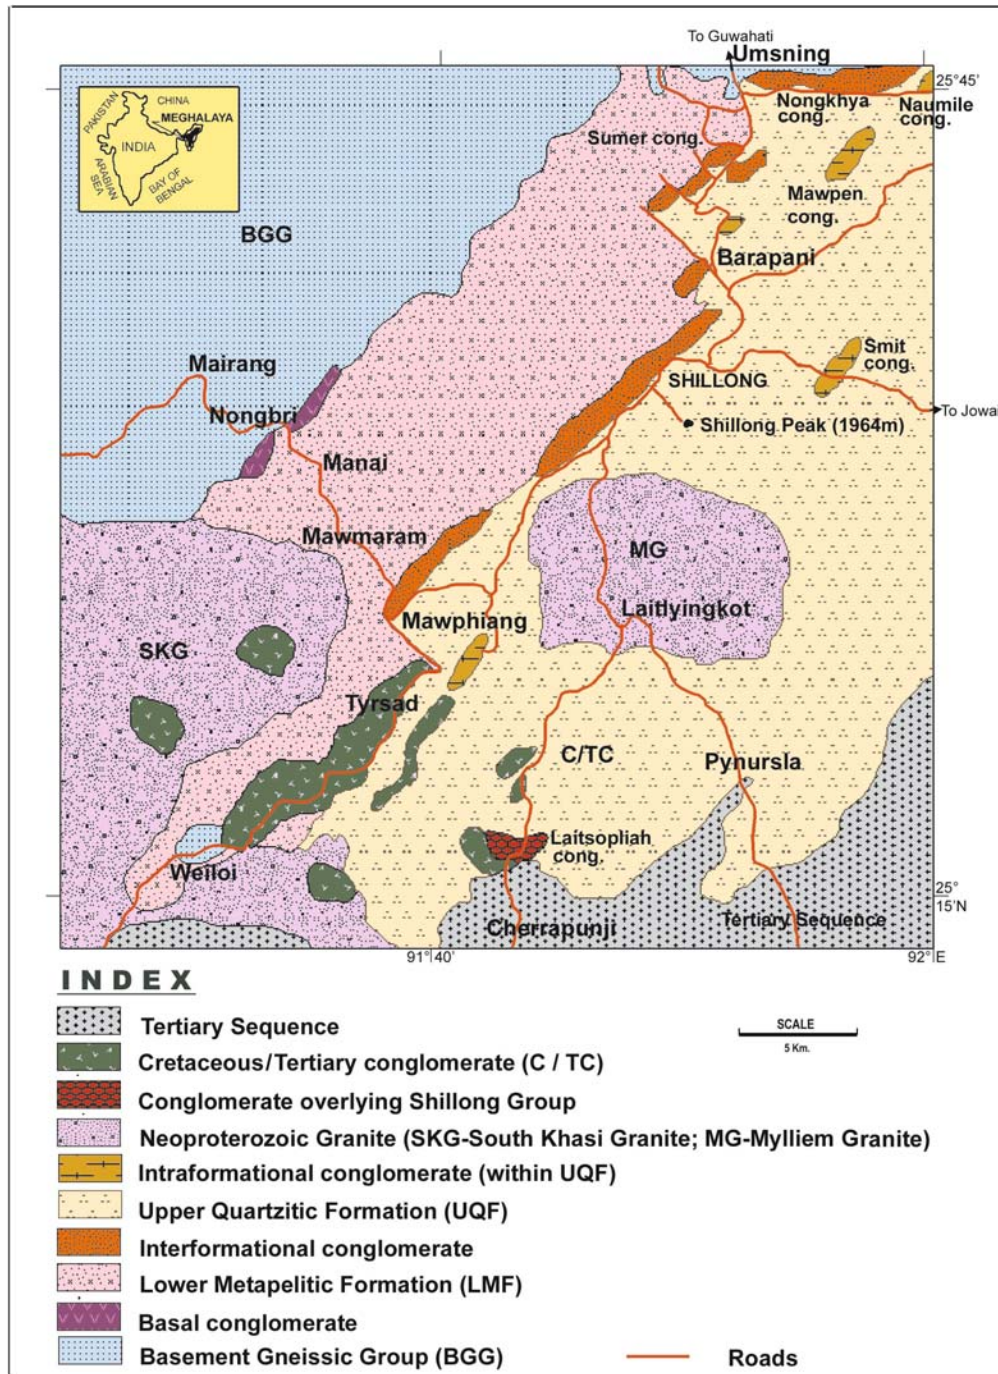 To Guwahati
Umsning
25°45'
CHINA
PAKISTAN
MEGHALAYA
INDIA
ARABIAN SEA
BAY OF BENGAL
Nongkhya cong.
Naumile cong.
Sumer cong.
Mawpen cong.
BGG
Barapani
Smit cong.
Mairang
SHILLONG
To Jowai
Nongbri
Shillong Peak (1964m)
Manai
Mawmaram
MG
Laitlyingkot
Mawphiang
SKG
Tyrsad
C/TC
Pynursla
Laitsopliah cong.
Weiloi
25°
15'N
Cherrapunji
Tertiary Sequence
91°40'
92°E
INDEX
Tertiary Sequence
SCALE
5 Km.
Cretaceous/Tertiary conglomerate (C / TC)
Conglomerate overlying Shillong Group
Neoproterozoic Granite (SKG-South Khasi Granite; MG-Mylliem Granite)
Intraformational conglomerate (within UQF)
Upper Quartzitic Formation (UQF)
Interformational conglomerate
Lower Metapelitic Formation (LMF)
Basal conglomerate
Basement Gneissic Group (BGG)
Roads